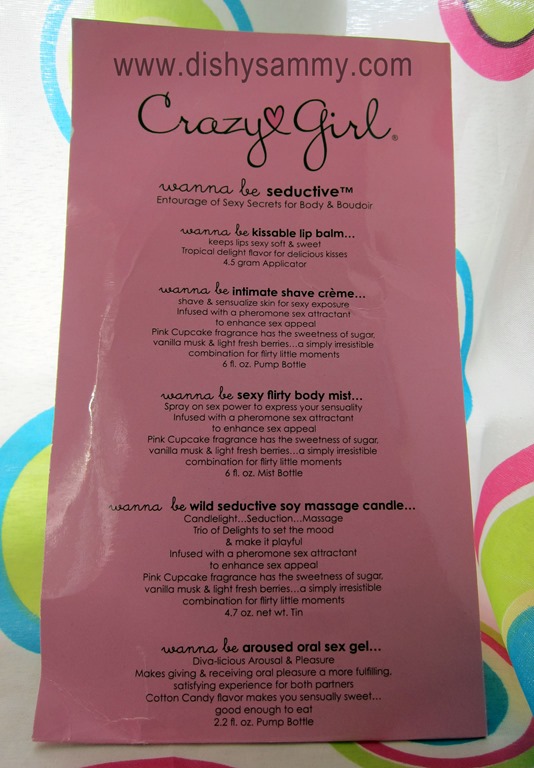 www.dishysammy.com
Crazy Girl®
wanna be seductive™
Entourage of Sexy Secrets for Body & Boudoir
wanna be kissable lip balm...
keeps lips sexy soft & sweet
Tropical delight flavor for delicious kisses
4.5 gram Applicator
wanna be intimate shave crème...
shave & sensualize skin for sexy exposure
Infused with a pheromone sex attractant
to enhance sex appeal
Pink Cupcake fragrance has the sweetness of sugar,
vanilla musk & light fresh berries...a simply irresistible
combination for flirty little moments
6 fl. oz. Pump Bottle
wanna be sexy flirty body mist...
Spray on sex power to express your sensuality
Infused with a pheromone sex attractant
to enhance sex appeal
Pink Cupcake fragrance has the sweetness of sugar,
vanilla musk & light fresh berries...a simply irresistible
combination for flirty little moments
6 fl. oz. Mist Bottle
wanna be wild seductive soy massage candle...
Candlelight...Seduction...Massage
Trio of Delights to set the mood
& make it playful
Infused with a pheromone sex attractant
to enhance sex appeal
Pink Cupcake fragrance has the sweetness of sugar,
vanilla musk & light fresh berries...a simply irresistible
combination for flirty little moments
4.7 oz. net wt. Tin
wanna be aroused oral sex gel...
Diva-licious Arousal & Pleasure
Makes giving & receiving oral pleasure a more fulfilling,
satisfying experience for both partners
Cotton Candy flavor makes you sensually sweet...
good enough to eat
2.2 fl. oz. Pump Bottle